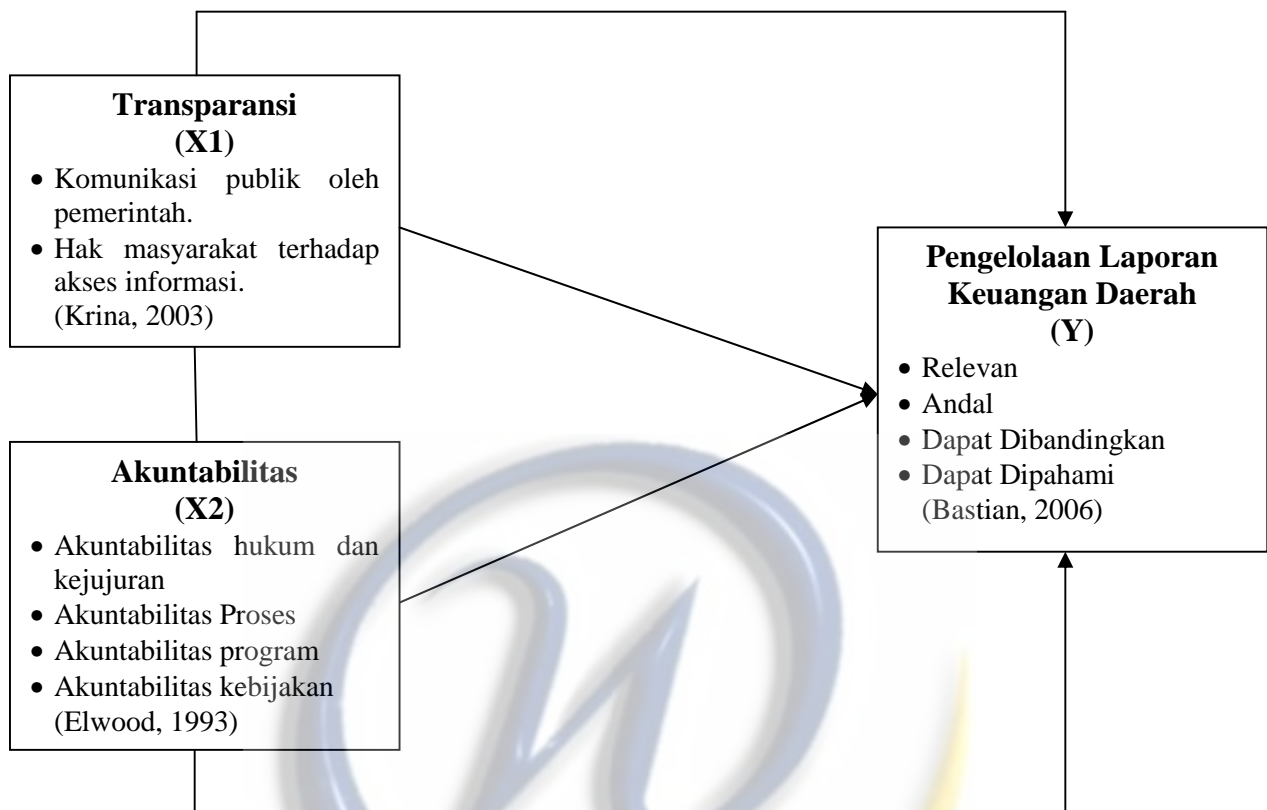 Transparansi
(X1)
• Komunikasi publik oleh
pemerintah.
• Hak masyarakat terhadap
akses informasi.
(Krina, 2003)
Akuntabilitas
(X2)
• Akuntabilitas hukum dan
kejujuran
• Akuntabilitas Proses
• Akuntabilitas program
• Akuntabilitas kebijakan
(Elwood, 1993)
Pengelolaan Laporan
Keuangan Daerah
(Y)
• Relevan
• Andal
• Dapat Dibandingkan
• Dapat Dipahami
(Bastian, 2006)